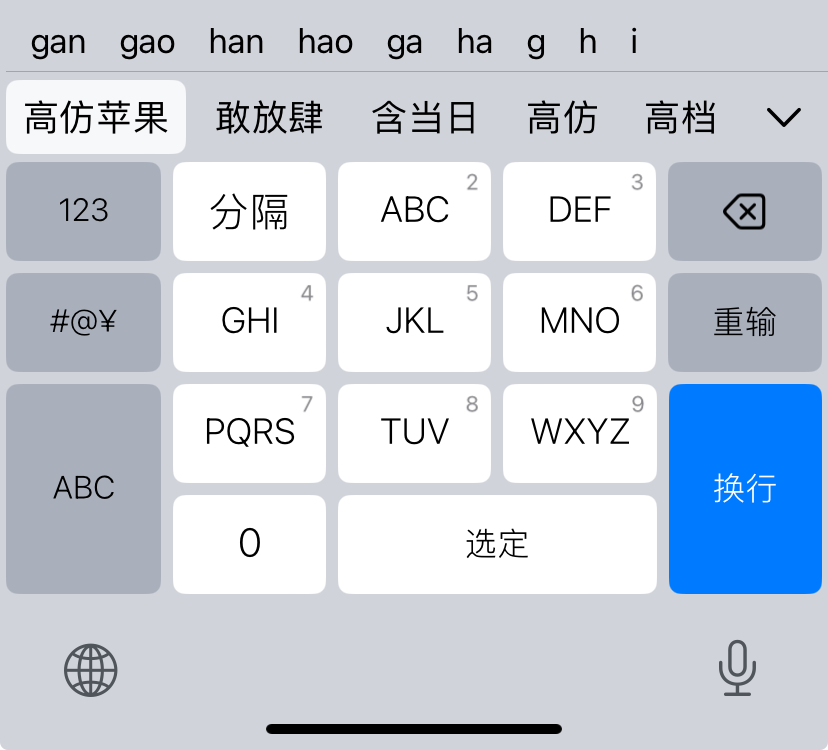 gan gao han hao ga ha g h i
高仿苹果 敢放肆 含当日 高仿 高档
123 分隔 ABC 2 DEF 3
#@¥ GHI 4 JKL 5 MNO 6 重输
ABC PQRS 7 TUV 8 WXYZ 9 换行
0 选定